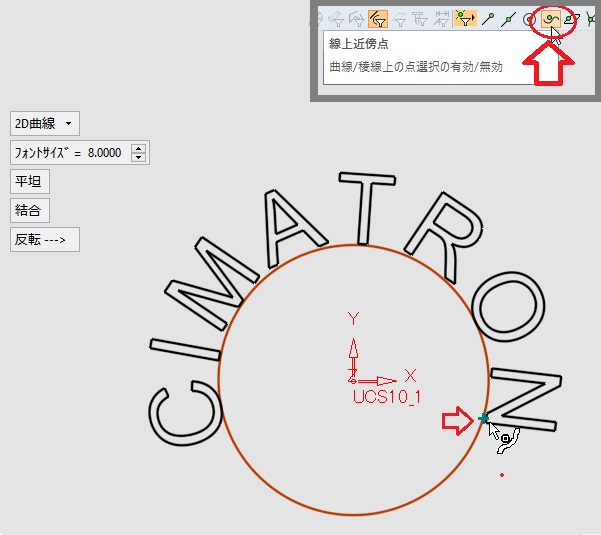 線上近傍点
曲線/稜線上の点選択の有効/無効
2D曲線
ﾌｫﾝﾄｻｲｽﾞ = 8.0000
平坦
結合
反転 --->
CIMATRON
Y
X
UCS10_1